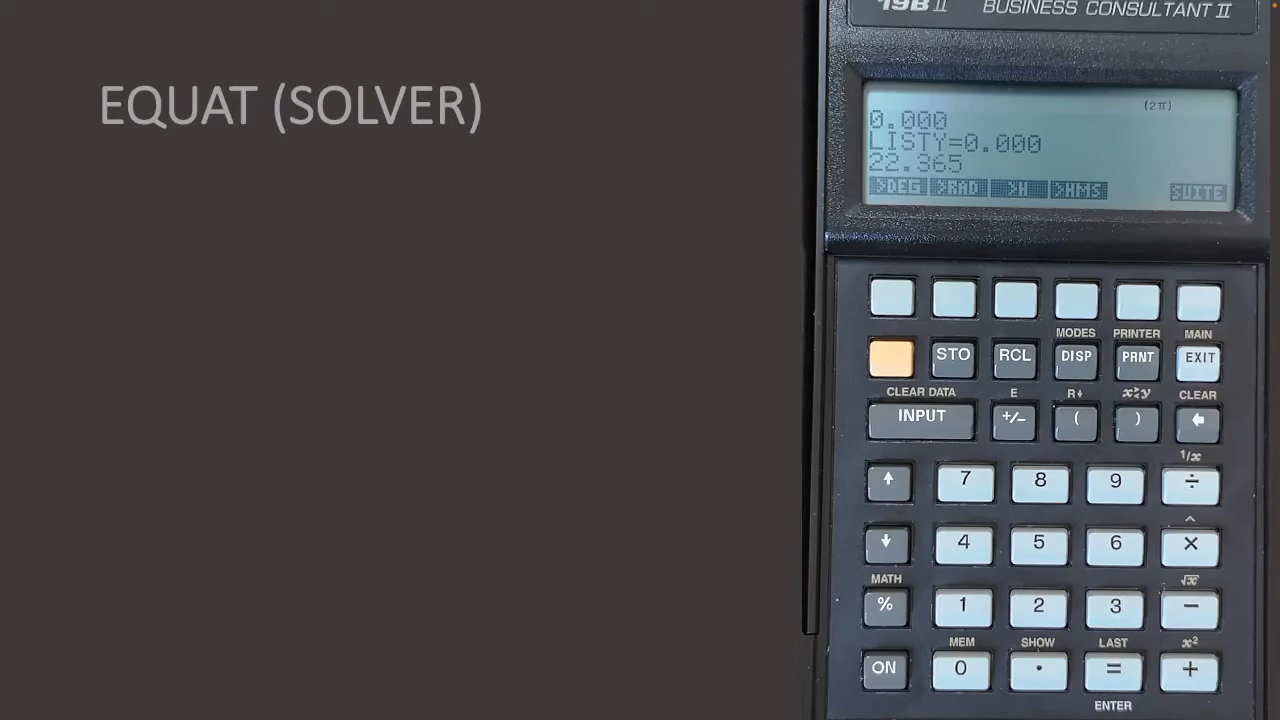 EQUAT (SOLVER)
19B II BUSINESS CONSULTANT II
(2π)
0.000
LISTY=0.000
22.365
>DEG >RAD >H >HMS SUITE
MODES PRINTER MAIN
STO RCL DISP PRNT EXIT
CLEAR DATA E R↓ x≷y CLEAR
INPUT +/− ( ) ←
1/x
↑ 7 8 9 ÷
^
↓ 4 5 6 ×
MATH √x
% 1 2 3 −
MEM SHOW LAST x²
ON 0 · = +
ENTER